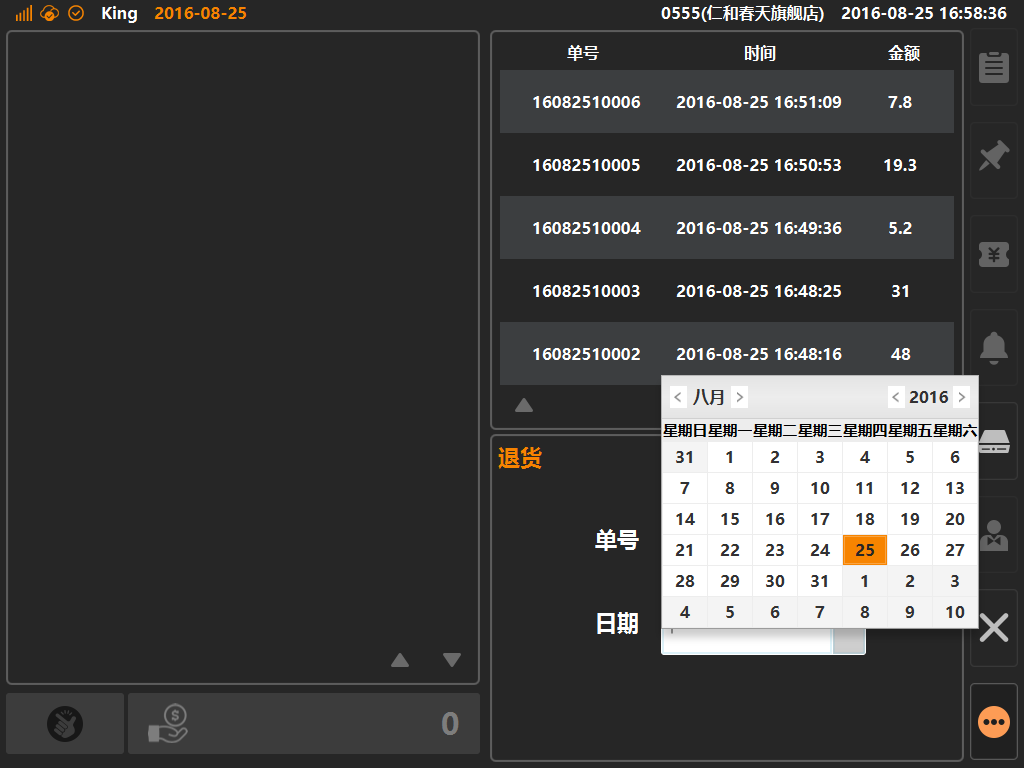 King 2016-08-25 0555(仁和春天旗舰店) 2016-08-25 16:58:36
单号 时间 金额
16082510006 2016-08-25 16:51:09 7.8
16082510005 2016-08-25 16:50:53 19.3
16082510004 2016-08-25 16:49:36 5.2
16082510003 2016-08-25 16:48:25 31
16082510002 2016-08-25 16:48:16 48
退货
单号
日期
< 八月 > < 2016 >
星期日 星期一 星期二 星期三 星期四 星期五 星期六
31 1 2 3 4 5 6
7 8 9 10 11 12 13
14 15 16 17 18 19 20
21 22 23 24 25 26 27
28 29 30 31 1 2 3
4 5 6 7 8 9 10
0